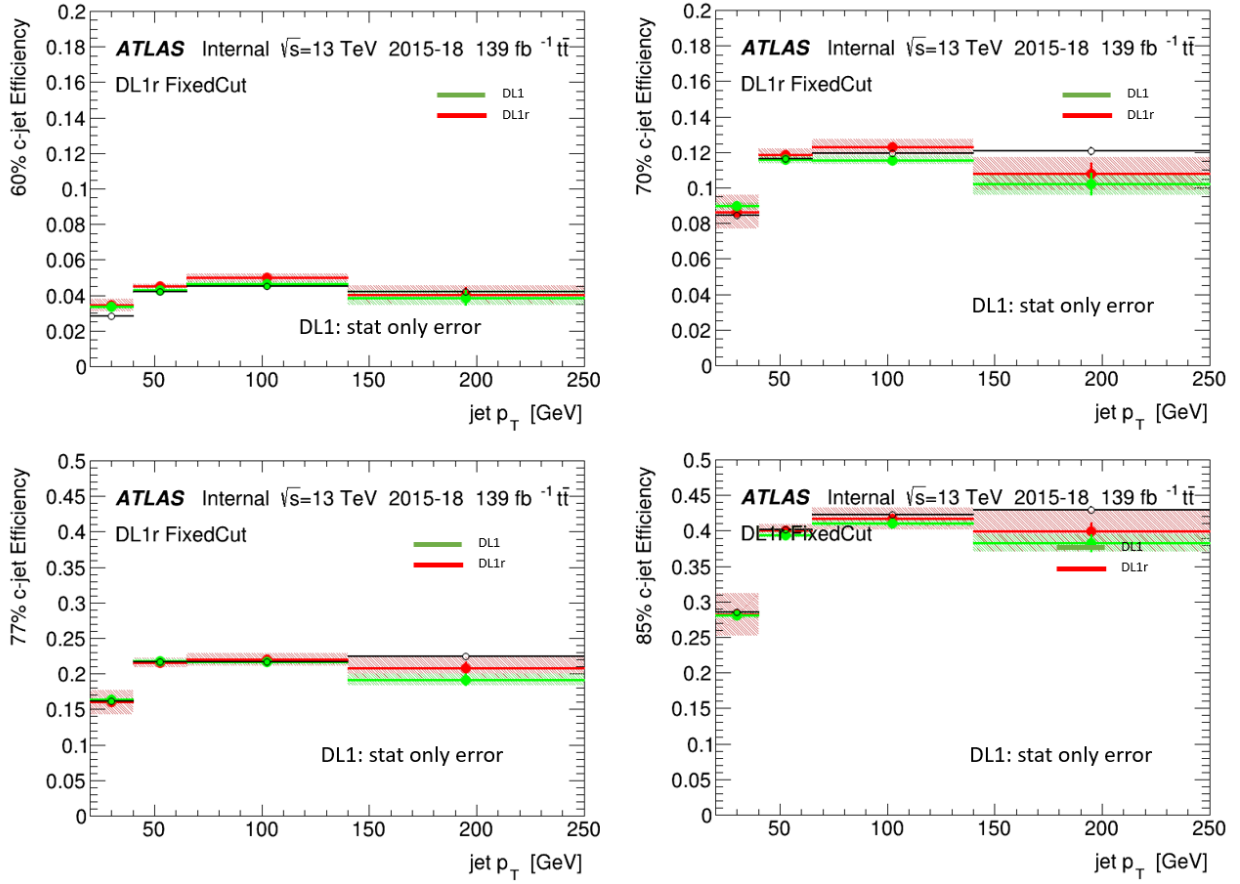 60% c-jet Efficiency
0.2
0.18
0.16
0.14
0.12
0.1
0.08
0.06
0.04
0.02
0
ATLAS Internal √s=13 TeV 2015-18 139 fb -1 tt̄
DL1r FixedCut
DL1
DL1r
DL1: stat only error
50 100 150 200 250
jet pT [GeV]
70% c-jet Efficiency
0.2
0.18
0.16
0.14
0.12
0.1
0.08
0.06
0.04
0.02
0
ATLAS Internal √s=13 TeV 2015-18 139 fb -1 tt̄
DL1r FixedCut
DL1
DL1r
DL1: stat only error
50 100 150 200 250
jet pT [GeV]
77% c-jet Efficiency
0.5
0.45
0.4
0.35
0.3
0.25
0.2
0.15
0.1
0.05
0
ATLAS Internal √s=13 TeV 2015-18 139 fb -1 tt̄
DL1r FixedCut
DL1
DL1r
DL1: stat only error
50 100 150 200 250
jet pT [GeV]
85% c-jet Efficiency
0.5
0.45
0.4
0.35
0.3
0.25
0.2
0.15
0.1
0.05
0
ATLAS Internal √s=13 TeV 2015-18 139 fb -1 tt̄
DL1r FixedCut
DL1
DL1r
DL1: stat only error
50 100 150 200 250
jet pT [GeV]